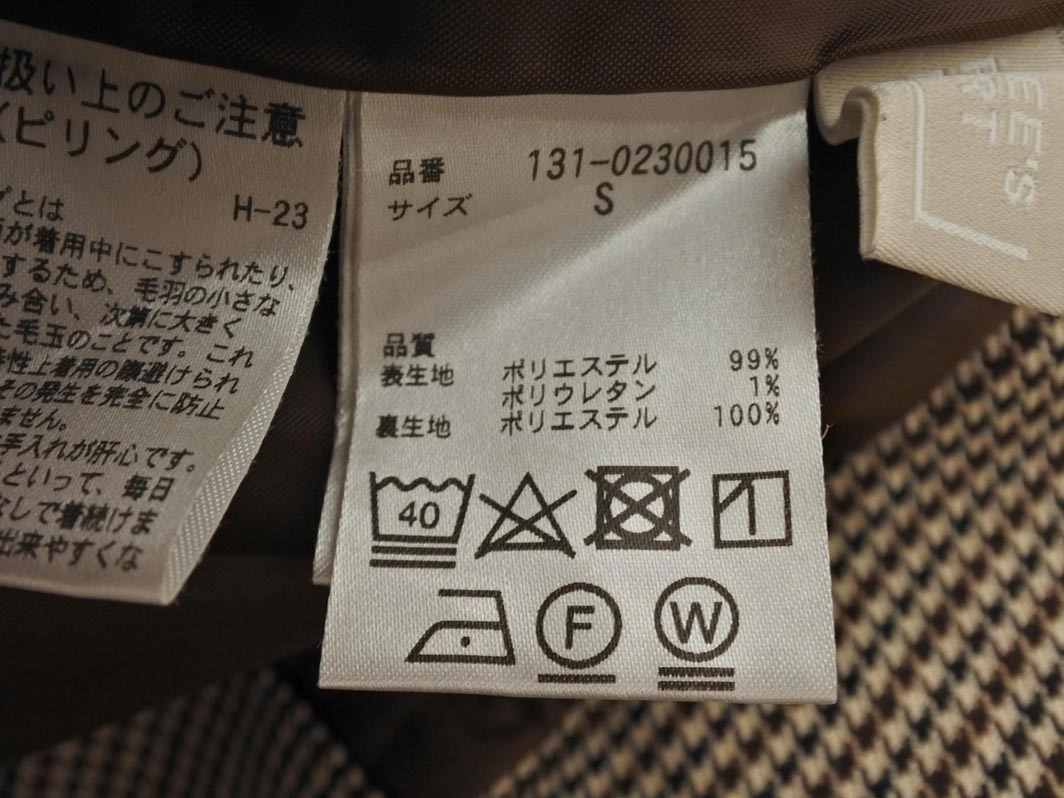 扱い上のご注意
(ピリング)
H-23
とは
が着用中にこすられたり、
するため、毛羽の小さな
み合い、次第に大きく
た毛玉のことです。これ
性上着用の際避けられ
その発生を完全に防止
ません。
手入れが肝心です。
といって、毎日
なしで着続けま
出来やすくな
品番 131-0230015
サイズ S
品質
表生地 ポリエステル 99%
ポリウレタン 1%
裏生地 ポリエステル 100%
40
F
W
EE'S
RT